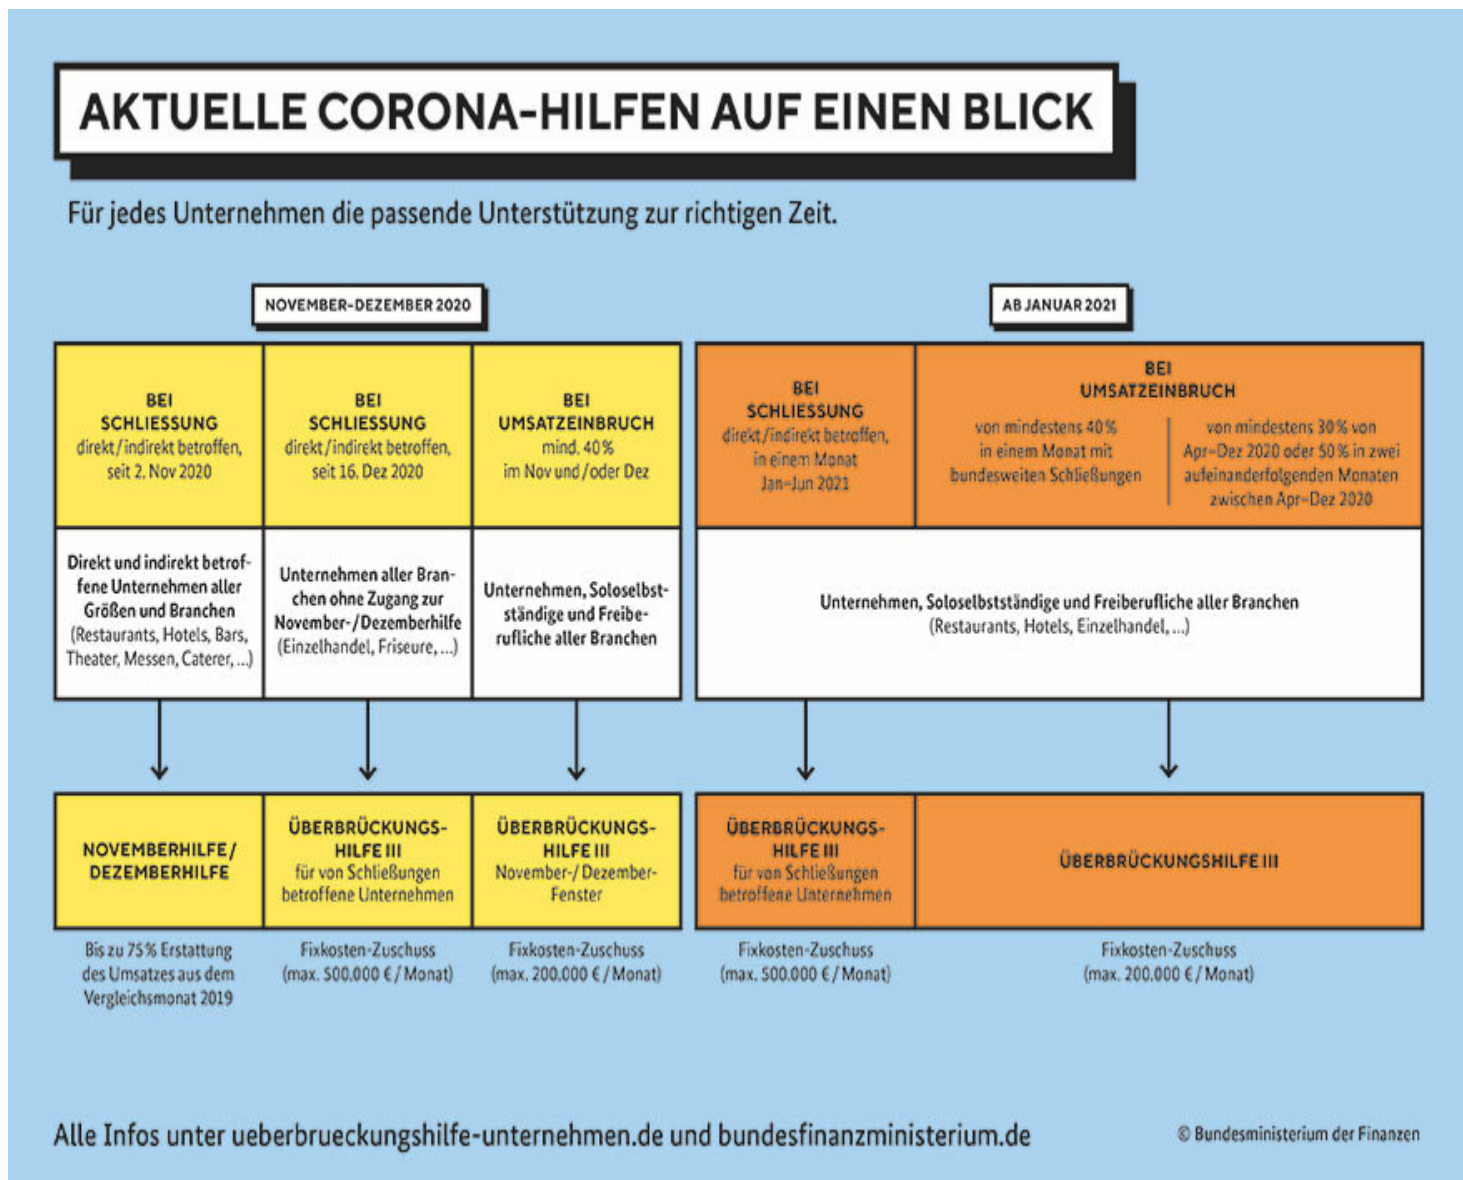 AKTUELLE CORONA-HILFEN AUF EINEN BLICK
Für jedes Unternehmen die passende Unterstützung zur richtigen Zeit.
NOVEMBER-DEZEMBER 2020
BEI
SCHLIESSUNG
direkt/indirekt betroffen,
seit 2. Nov 2020
BEI
SCHLIESSUNG
direkt/indirekt betroffen,
seit 16. Dez 2020
BEI
UMSATZEINBRUCH
mind. 40 %
im Nov und/oder Dez
Direkt und indirekt betrof-
fene Unternehmen aller
Größen und Branchen
(Restaurants, Hotels, Bars,
Theater, Messen, Caterer, ...)
Unternehmen aller Bran-
chen ohne Zugang zur
November-/Dezemberhilfe
(Einzelhandel, Friseure, ...)
Unternehmen, Soloselbst-
ständige und Freibe-
rufliche aller Branchen
NOVEMBERHILFE/
DEZEMBERHILFE
Bis zu 75 % Erstattung
des Umsatzes aus dem
Vergleichsmonat 2019
ÜBERBRÜCKUNGS-
HILFE III
für von Schließungen
betroffene Unternehmen
Fixkosten-Zuschuss
(max. 500.000 € / Monat)
ÜBERBRÜCKUNGS-
HILFE III
November-/Dezember-
Fenster
Fixkosten-Zuschuss
(max. 200.000 € / Monat)
AB JANUAR 2021
BEI
SCHLIESSUNG
direkt/indirekt betroffen,
in einem Monat
Jan–Jun 2021
BEI
UMSATZEINBRUCH
von mindestens 40 %
in einem Monat mit
bundesweiten Schließungen
von mindestens 30 % von
Apr–Dez 2020 oder 50 % in zwei
aufeinanderfolgenden Monaten
zwischen Apr–Dez 2020
Unternehmen, Soloselbstständige und Freiberufliche aller Branchen
(Restaurants, Hotels, Einzelhandel, ...)
ÜBERBRÜCKUNGS-
HILFE III
für von Schließungen
betroffene Unternehmen
Fixkosten-Zuschuss
(max. 500.000 € / Monat)
ÜBERBRÜCKUNGSHILFE III
Fixkosten-Zuschuss
(max. 200.000 € / Monat)
Alle Infos unter ueberbrueckungshilfe-unternehmen.de und bundesfinanzministerium.de
© Bundesministerium der Finanzen